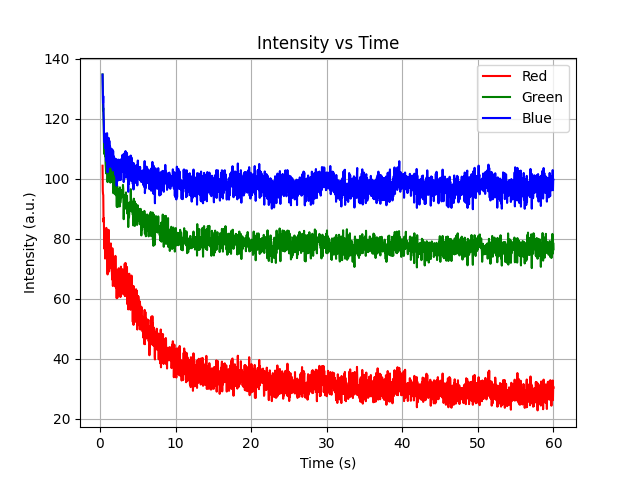 Intensity vs Time
Red
Green
Blue
140
120
100
80
60
40
20
Intensity (a.u.)
0 10 20 30 40 50 60
Time (s)